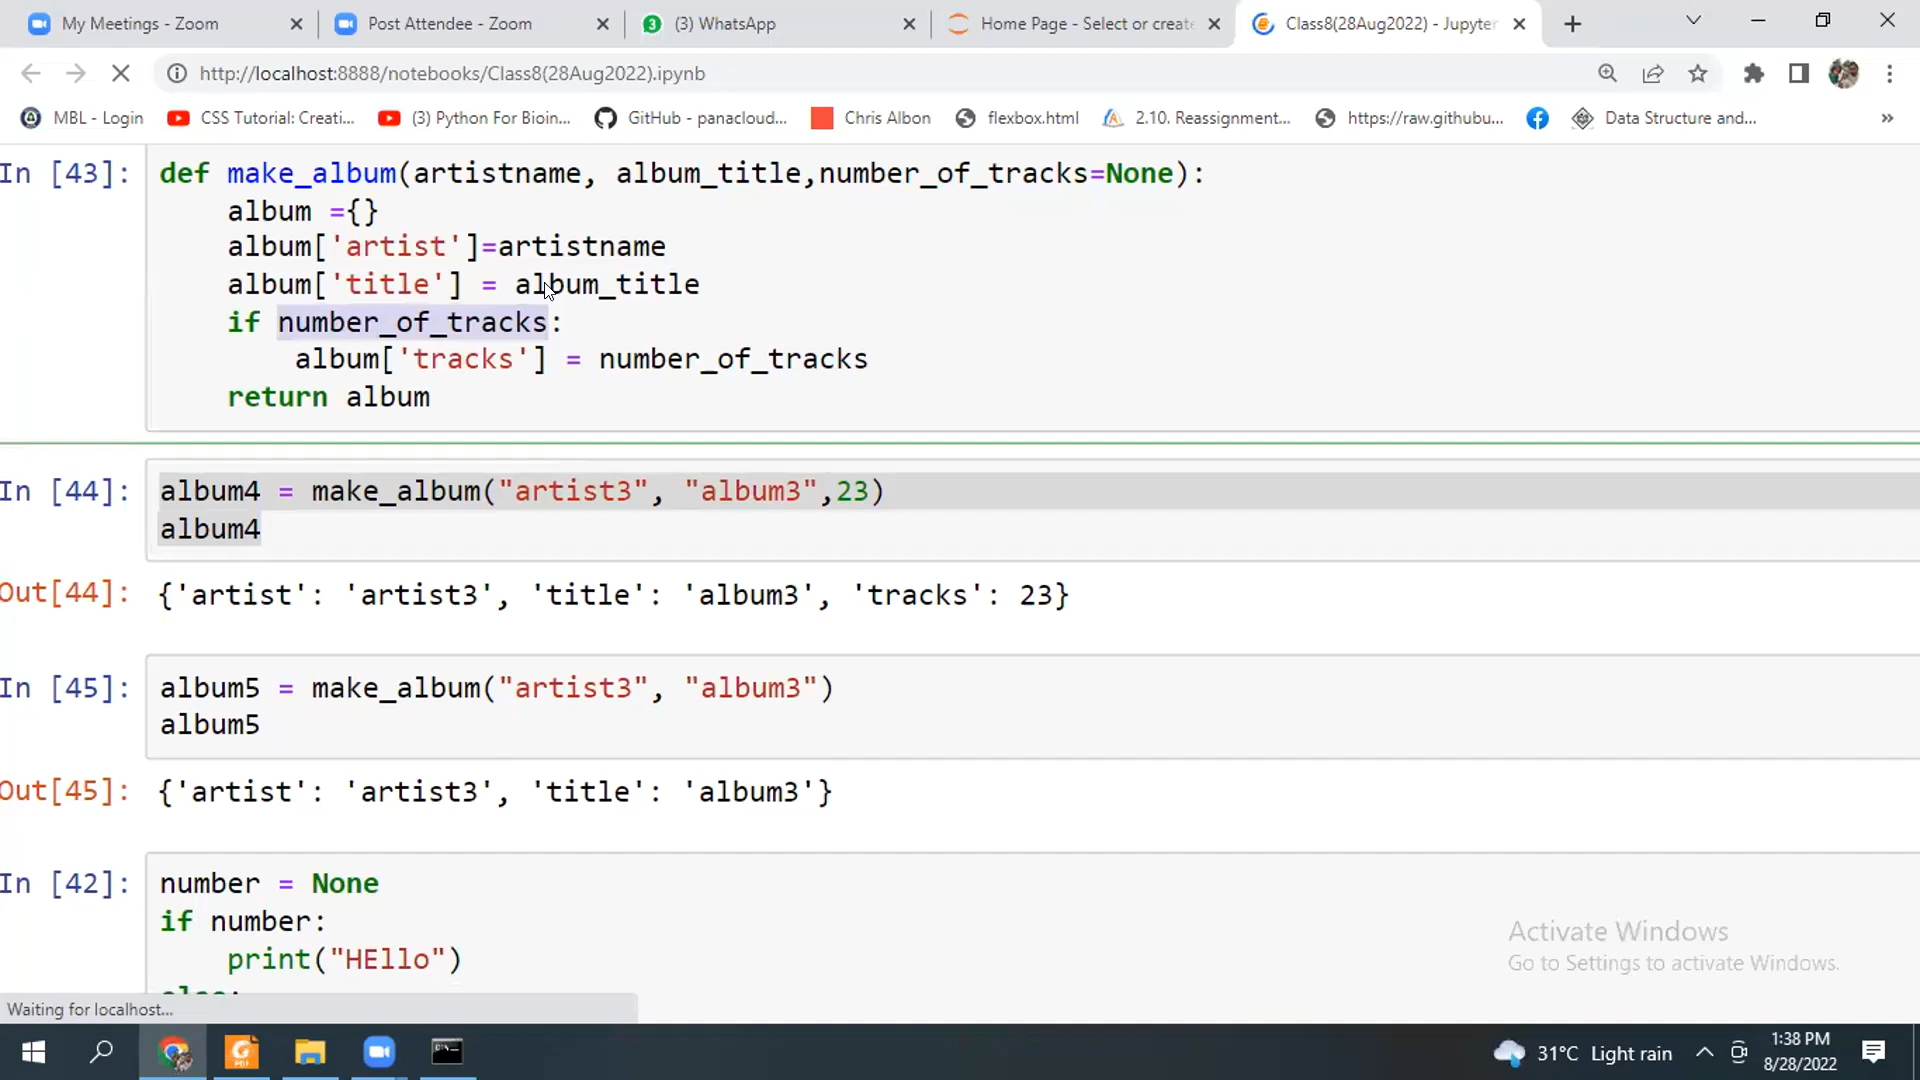 My Meetings - Zoom
Post Attendee - Zoom
3
(3) WhatsApp
Home Page - Select or create
Class8(28Aug2022) - Jupyter
http://localhost:8888/notebooks/Class8(28Aug2022).ipynb
MBL - Login
CSS Tutorial: Creati...
(3) Python For Bioin...
GitHub - panacloud...
Chris Albon
flexbox.html
2.10. Reassignment...
https://raw.githubu...
Data Structure and...
»
In [43]:
def make_album(artistname, album_title,number_of_tracks=None):
album ={}
album['artist']=artistname
album['title'] = album_title
if number_of_tracks:
album['tracks'] = number_of_tracks
return album
In [44]:
album4 = make_album("artist3", "album3",23)
album4
Out[44]:
{'artist': 'artist3', 'title': 'album3', 'tracks': 23}
In [45]:
album5 = make_album("artist3", "album3")
album5
Out[45]:
{'artist': 'artist3', 'title': 'album3'}
In [42]:
number = None
if number:
print("HEllo")
else:
Activate Windows
Go to Settings to activate Windows.
Waiting for localhost...
PDF
31°C Light rain
1:38 PM
8/28/2022